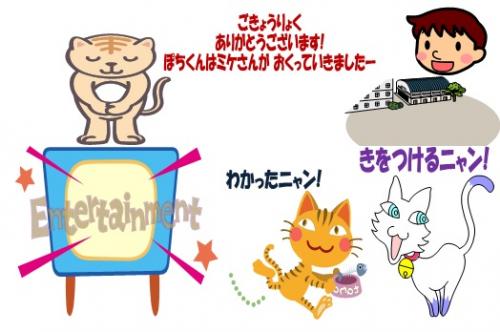 ごきょうりょく
ありがとうございます!
ぽちくんはミケさんが おくっていきましたー
きをつけるニャン!
わかったニャン!
Entertainment